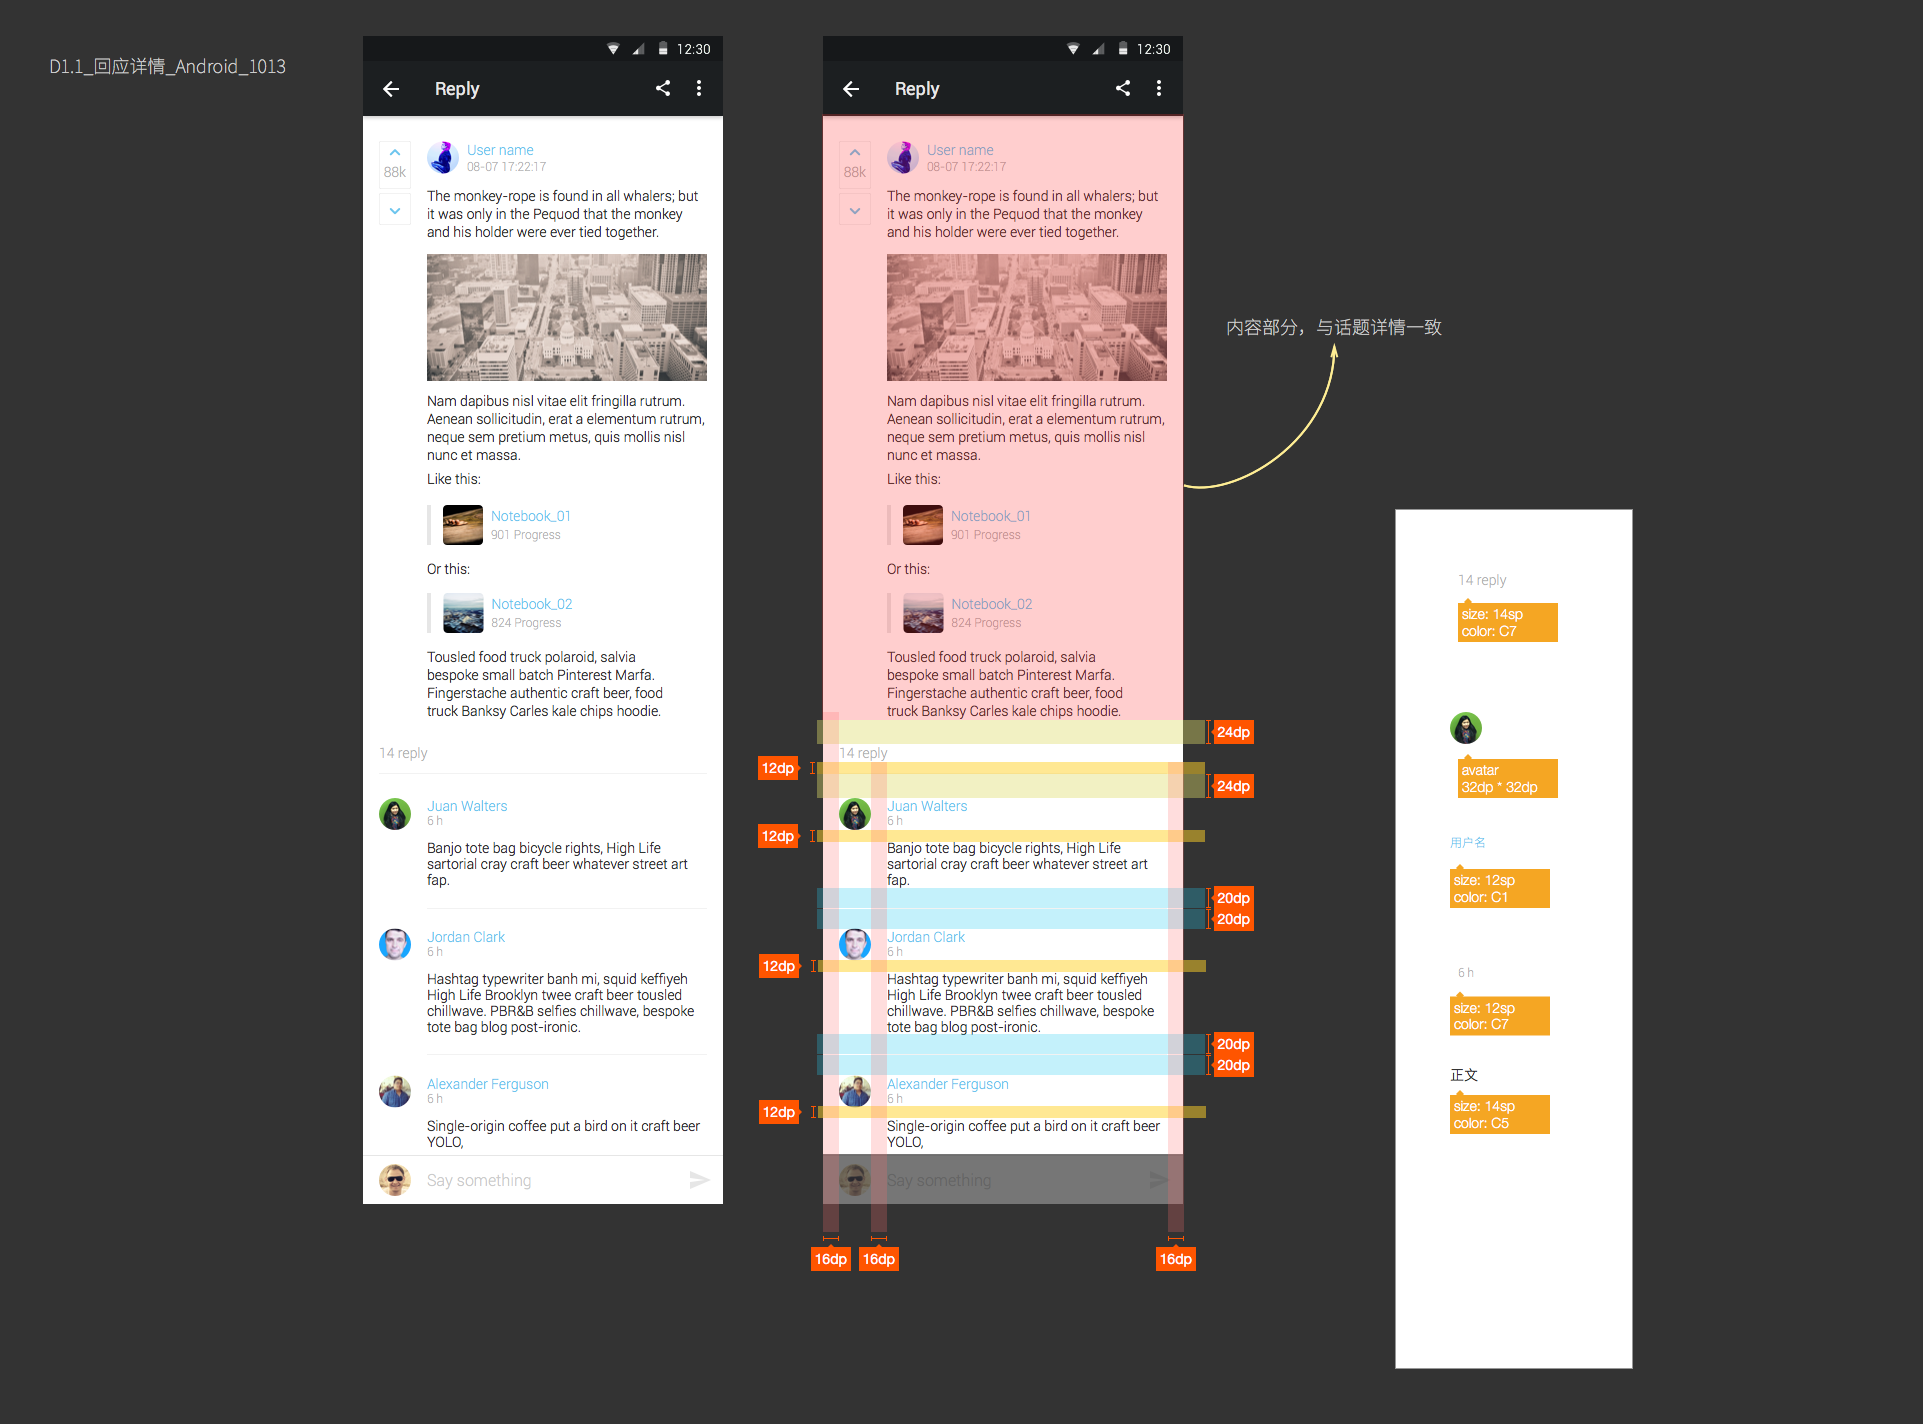 D1.1_回应详情_Android_1013
12:30
Reply
88k
User name
08-07 17:22:17
The monkey-rope is found in all whalers; but
it was only in the Pequod that the monkey
and his holder were ever tied together.
Nam dapibus nisl vitae elit fringilla rutrum.
Aenean sollicitudin, erat a elementum rutrum,
neque sem pretium metus, quis mollis nisl
nunc et massa.
Like this:
Notebook_01
901 Progress
Or this:
Notebook_02
824 Progress
Tousled food truck polaroid, salvia
bespoke small batch Pinterest Marfa.
Fingerstache authentic craft beer, food
truck Banksy Carles kale chips hoodie.
14 reply
Juan Walters
6 h
Banjo tote bag bicycle rights, High Life
sartorial cray craft beer whatever street art
fap.
Jordan Clark
6 h
Hashtag typewriter banh mi, squid keffiyeh
High Life Brooklyn twee craft beer tousled
chillwave. PBR&B selfies chillwave, bespoke
tote bag blog post-ironic.
Alexander Ferguson
6 h
Single-origin coffee put a bird on it craft beer
YOLO,
Say something
12:30
Reply
88k
User name
08-07 17:22:17
The monkey-rope is found in all whalers; but
it was only in the Pequod that the monkey
and his holder were ever tied together.
Nam dapibus nisl vitae elit fringilla rutrum.
Aenean sollicitudin, erat a elementum rutrum,
neque sem pretium metus, quis mollis nisl
nunc et massa.
Like this:
Notebook_01
901 Progress
Or this:
Notebook_02
824 Progress
Tousled food truck polaroid, salvia
bespoke small batch Pinterest Marfa.
Fingerstache authentic craft beer, food
truck Banksy Carles kale chips hoodie.
24dp
14 reply
12dp
24dp
Juan Walters
6 h
12dp
Banjo tote bag bicycle rights, High Life
sartorial cray craft beer whatever street art
fap.
20dp
20dp
Jordan Clark
6 h
12dp
Hashtag typewriter banh mi, squid keffiyeh
High Life Brooklyn twee craft beer tousled
chillwave. PBR&B selfies chillwave, bespoke
tote bag blog post-ironic.
20dp
20dp
Alexander Ferguson
6 h
12dp
Single-origin coffee put a bird on it craft beer
YOLO,
Say something
16dp
16dp
16dp
内容部分，与话题详情一致
14 reply
size: 14sp
color: C7
avatar
32dp * 32dp
用户名
size: 12sp
color: C1
6 h
size: 12sp
color: C7
正文
size: 14sp
color: C5